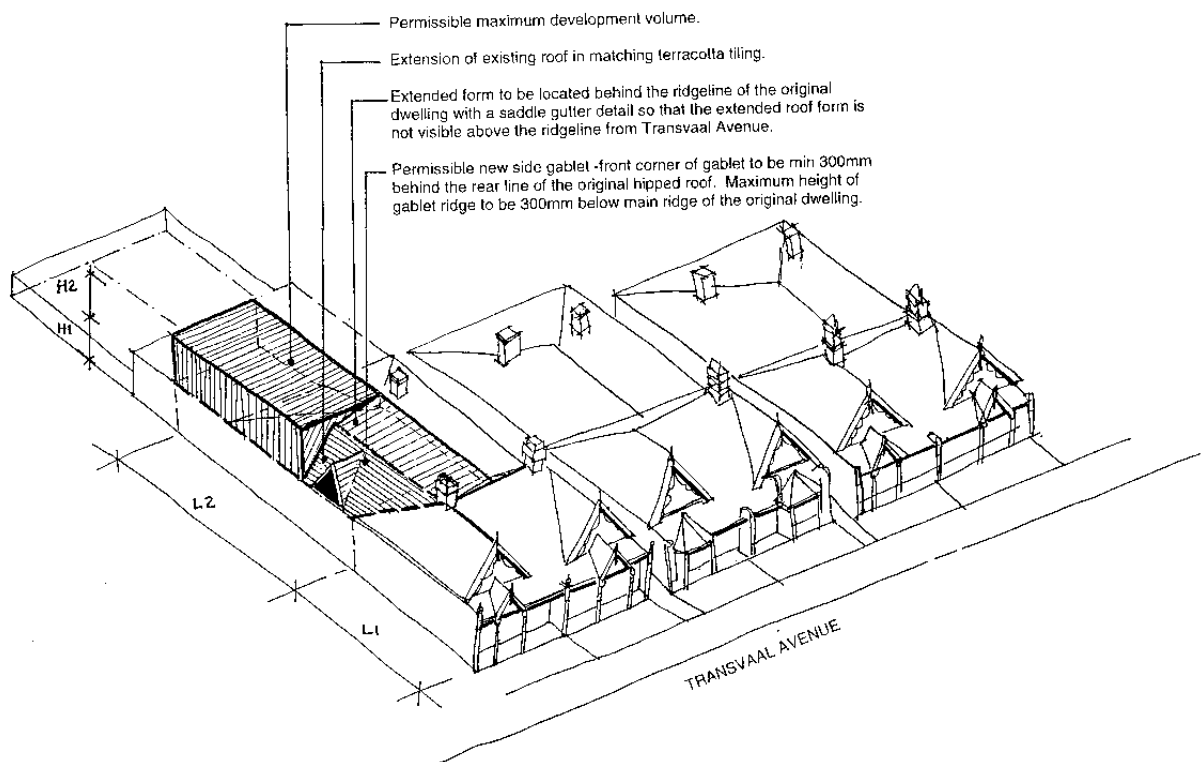 Permissible maximum development volume.
Extension of existing roof in matching terracotta tiling.
Extended form to be located behind the ridgeline of the original
dwelling with a saddle gutter detail so that the extended roof form is
not visible above the ridgeline from Transvaal Avenue.
Permissible new side gablet -front corner of gablet to be min 300mm
behind the rear line of the original hipped roof. Maximum height of
gablet ridge to be 300mm below main ridge of the original dwelling.
H2
H1
L2
L1
TRANSVAAL AVENUE